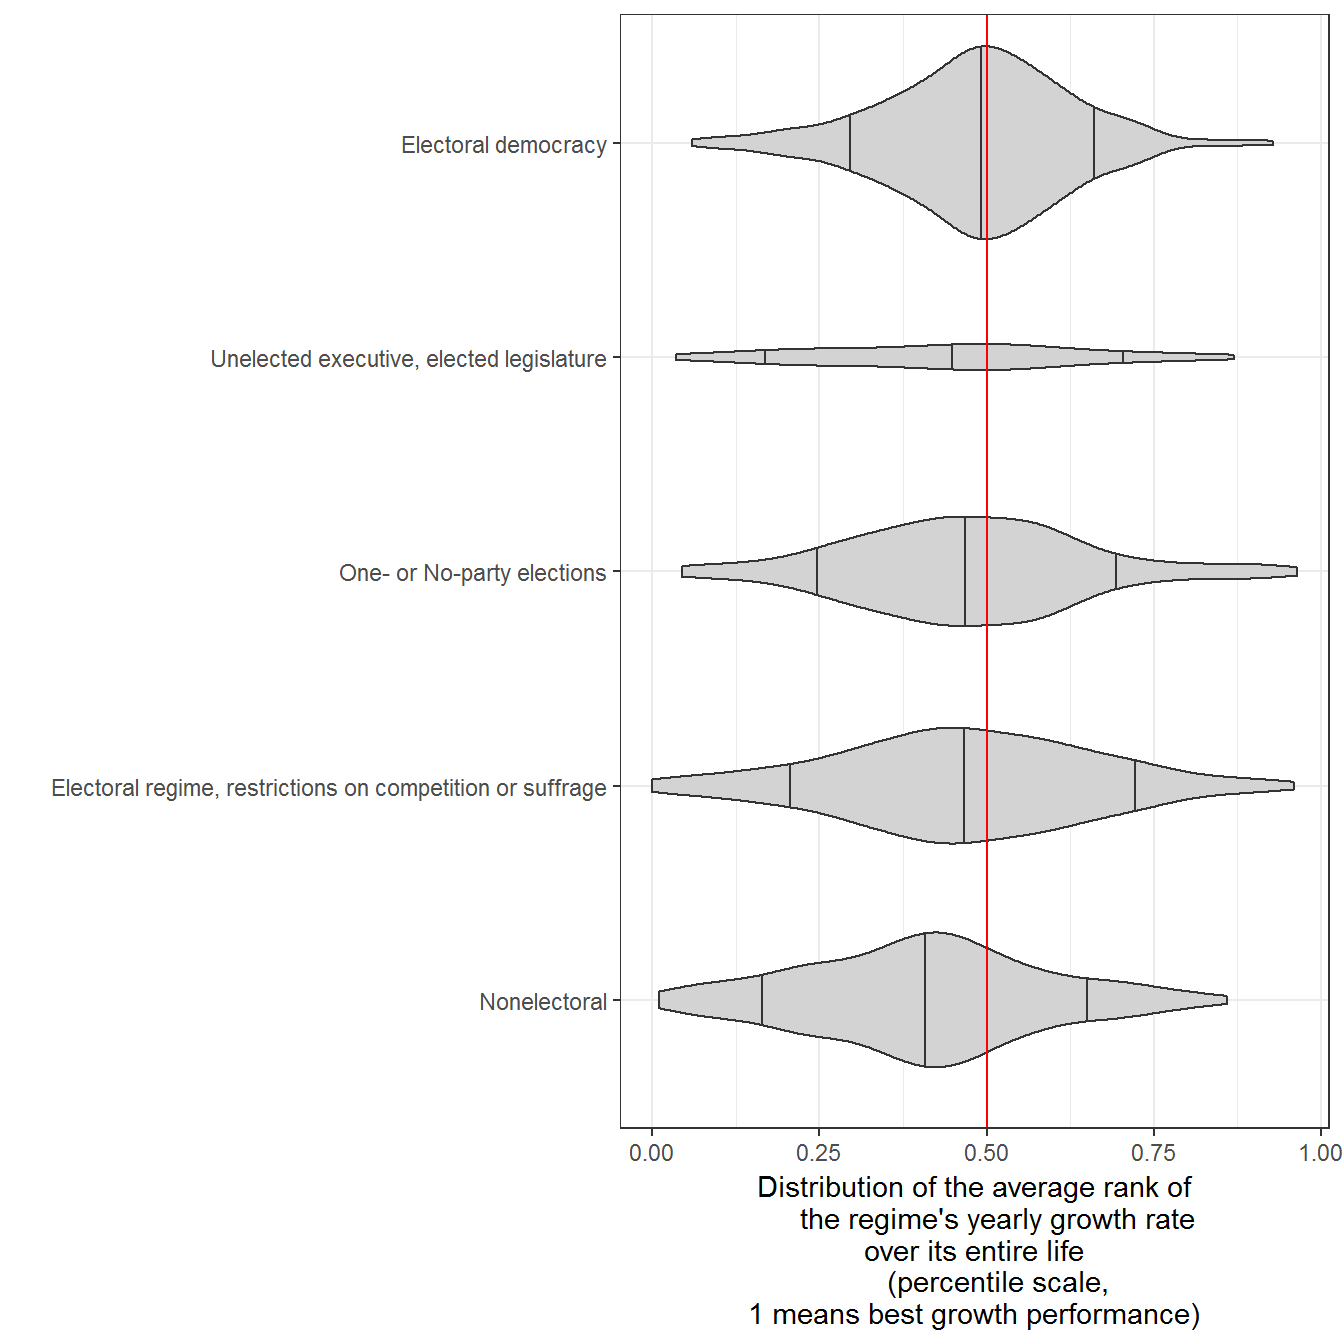 Electoral democracy
Unelected executive, elected legislature
One- or No-party elections
Electoral regime, restrictions on competition or suffrage
Nonelectoral
0.00 0.25 0.50 0.75 1.00
Distribution of the average rank of
the regime's yearly growth rate
over its entire life
(percentile scale,
1 means best growth performance)